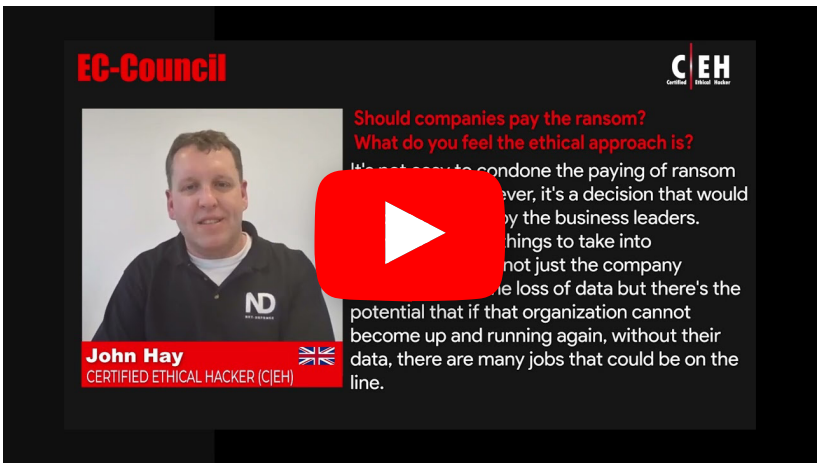 EC-Council
C|EH
Certified Ethical Hacker
Should companies pay the ransom?
What do you feel the ethical approach is?
It's not easy to condone the paying of ransom
ever, it's a decision that would
by the business leaders.
things to take into
not just the company
loss of data but there's the
potential that if that organization cannot
become up and running again, without their
data, there are many jobs that could be on the
line.
ND
John Hay
CERTIFIED ETHICAL HACKER (C|EH)